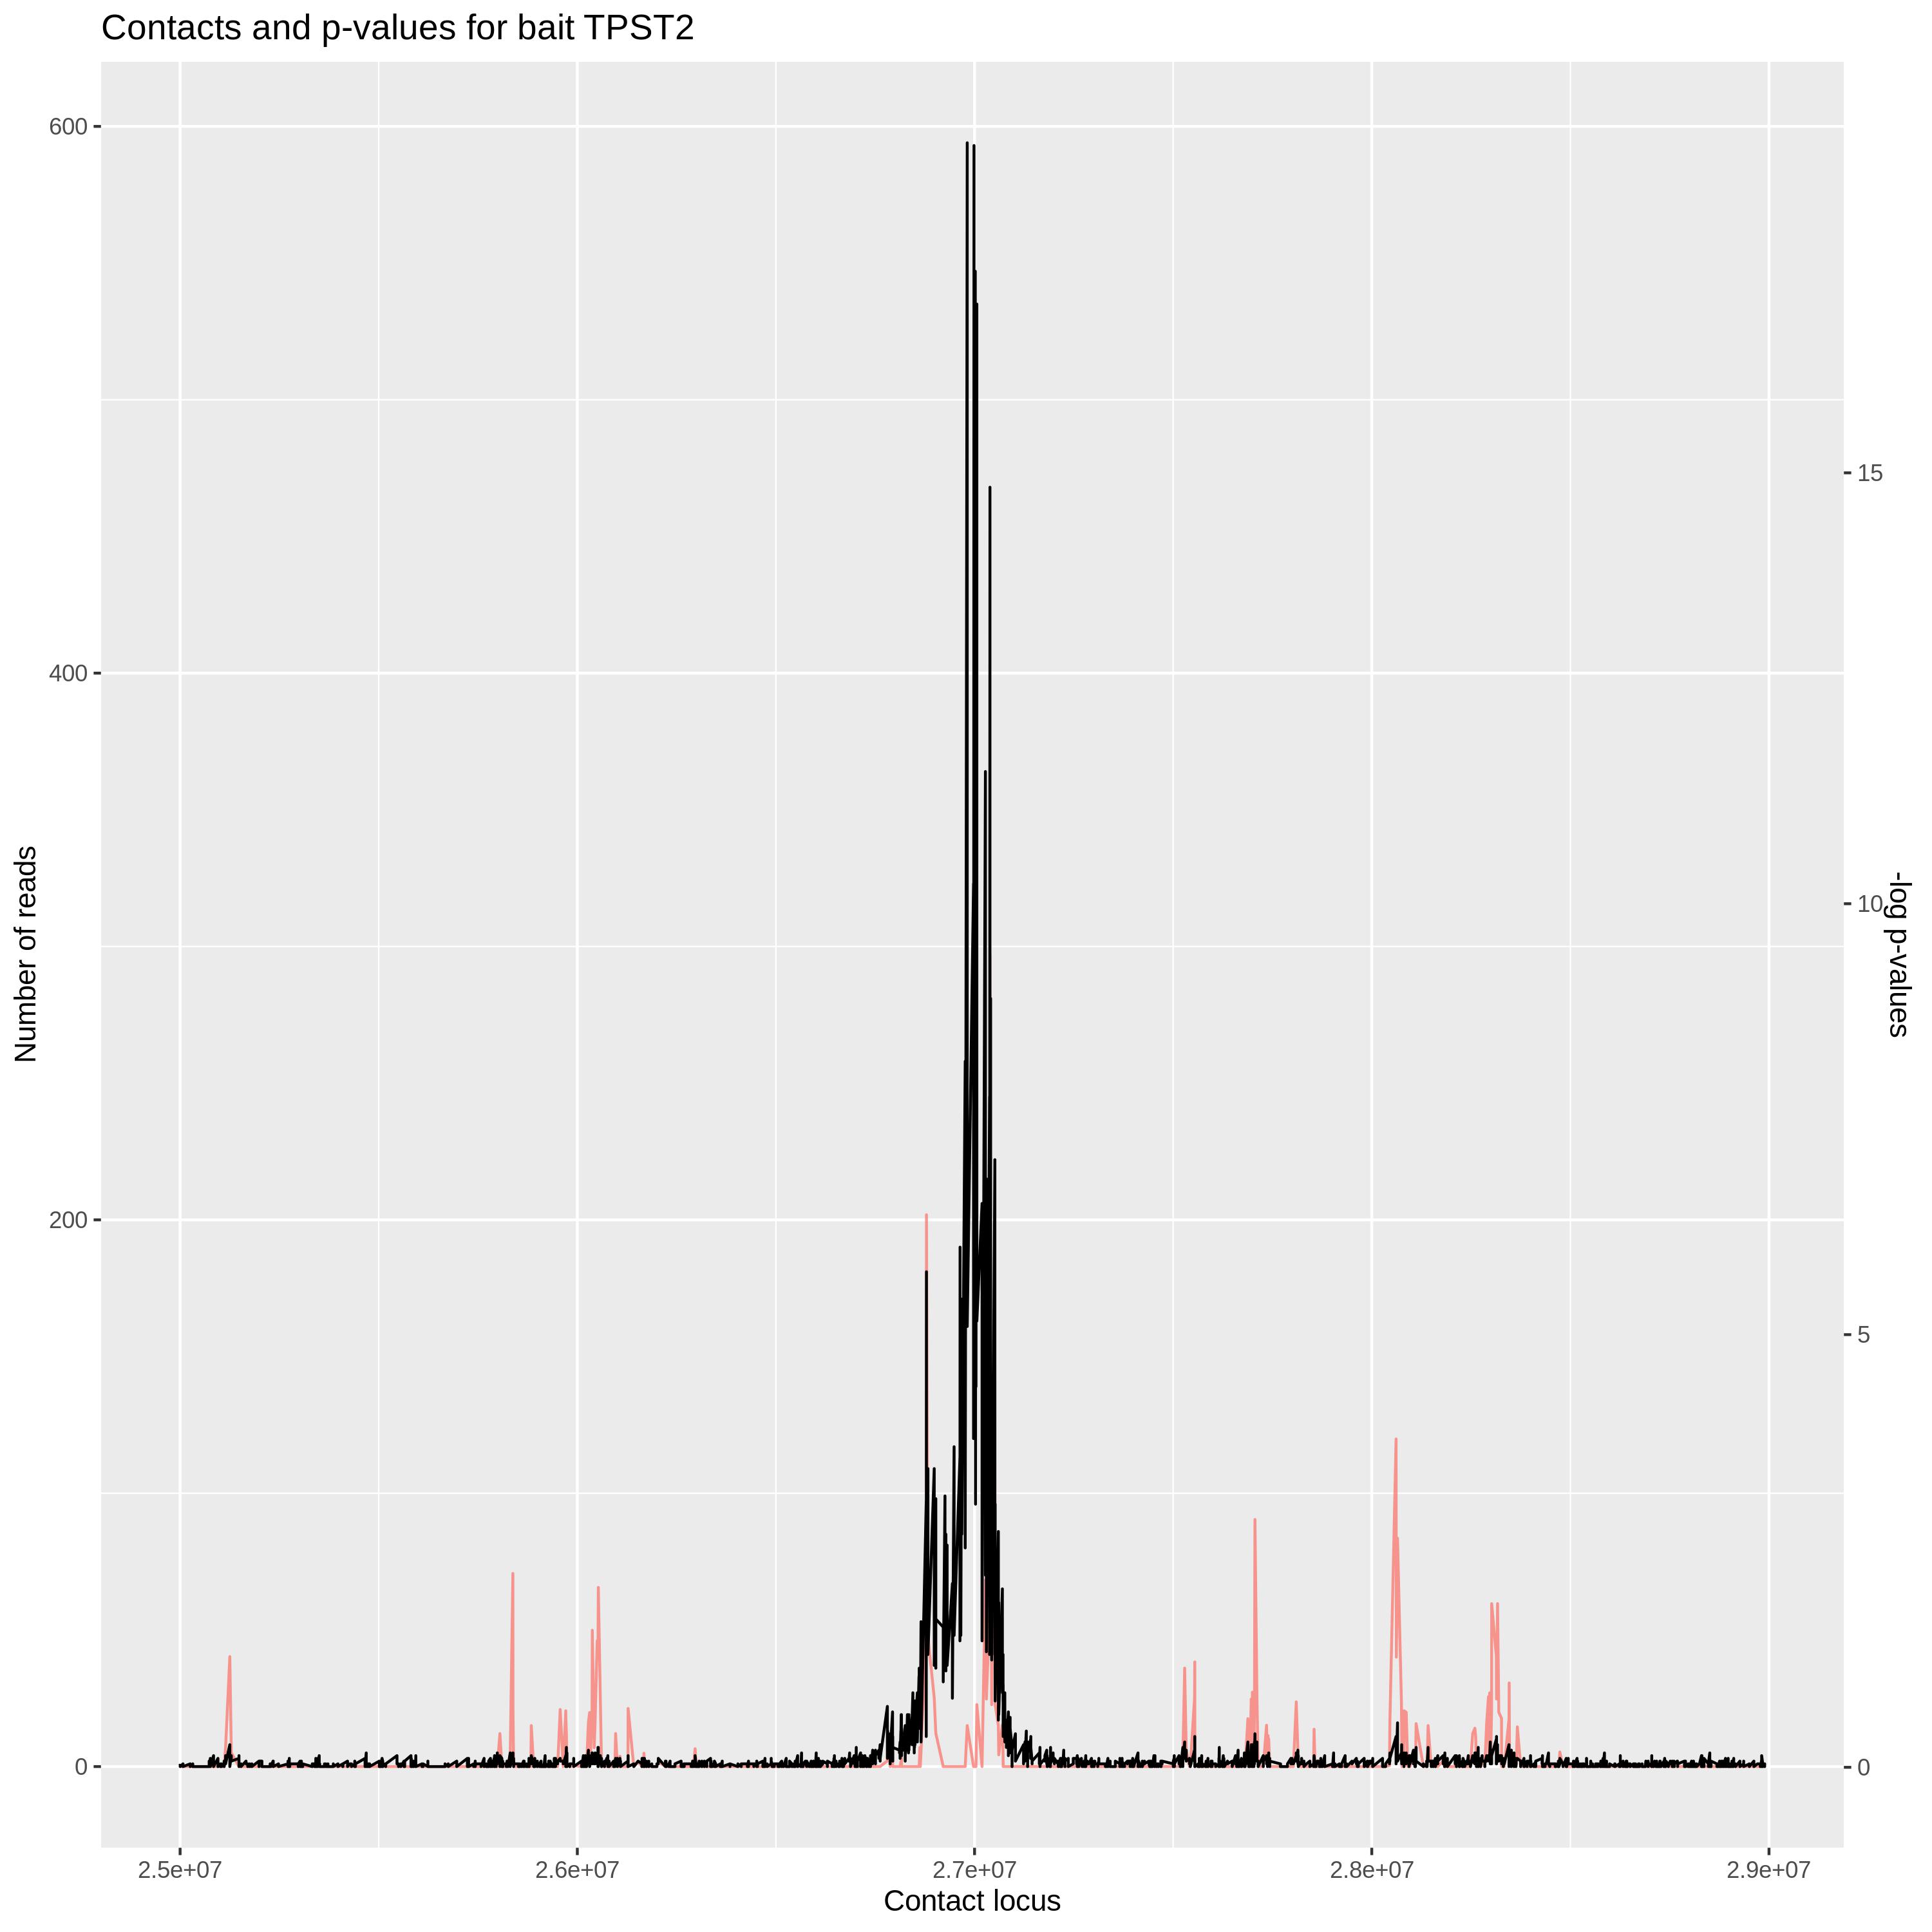 Contacts and p-values for bait TPST2
600
400
200
0
Number of reads
15
10
5
0
-log p-values
2.5e+07
2.6e+07
2.7e+07
2.8e+07
2.9e+07
Contact locus